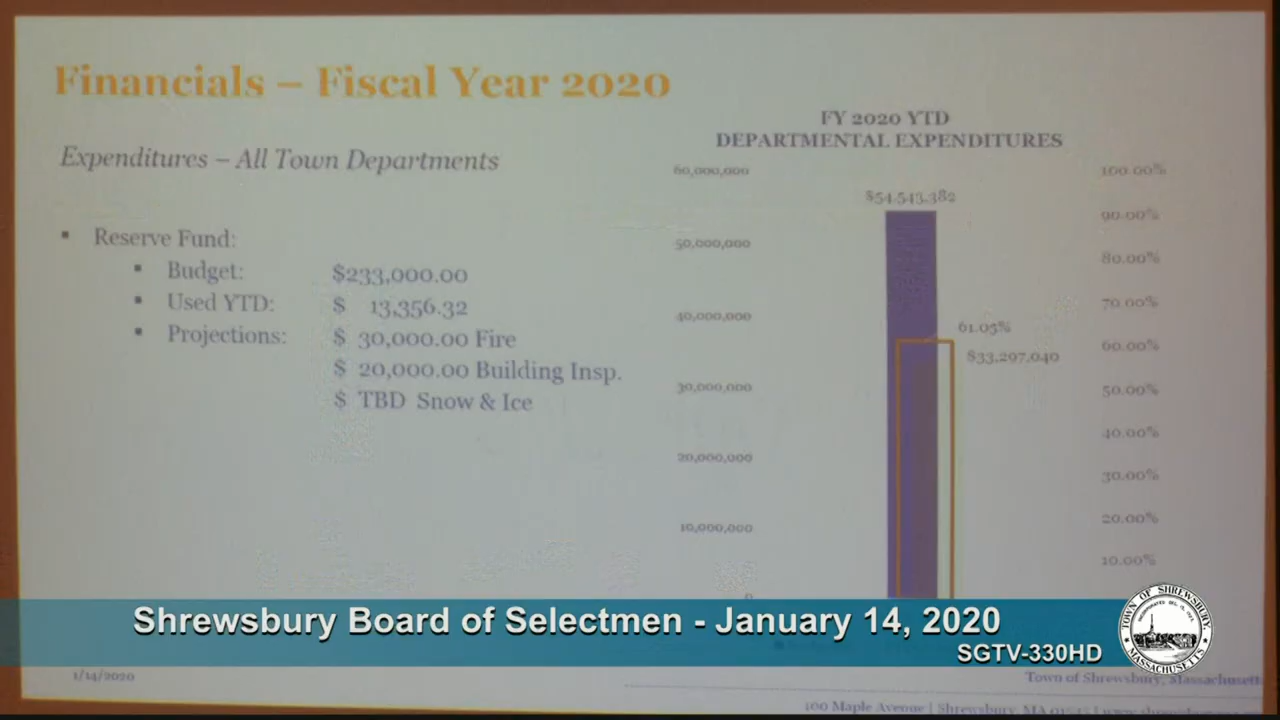 Financials – Fiscal Year 2020
Expenditures – All Town Departments
▪ Reserve Fund:
▪ Budget: $233,000.00
▪ Used YTD: $ 13,356.32
▪ Projections: $ 30,000.00 Fire
$ 20,000.00 Building Insp.
$ TBD Snow & Ice
FY 2020 YTD
DEPARTMENTAL EXPENDITURES
60,000,000
50,000,000
40,000,000
30,000,000
20,000,000
10,000,000
0
$54,543,382
61.05%
$33,297,040
100.00%
90.00%
80.00%
70.00%
60.00%
50.00%
40.00%
30.00%
20.00%
10.00%
Shrewsbury Board of Selectmen - January 14, 2020
SGTV-330HD
TOWN OF SHREWSBURY,
MASSACHUSETTS
1/14/2020
Town of Shrewsbury, Massachusett
100 Maple Avenue | Shrewsbury, MA